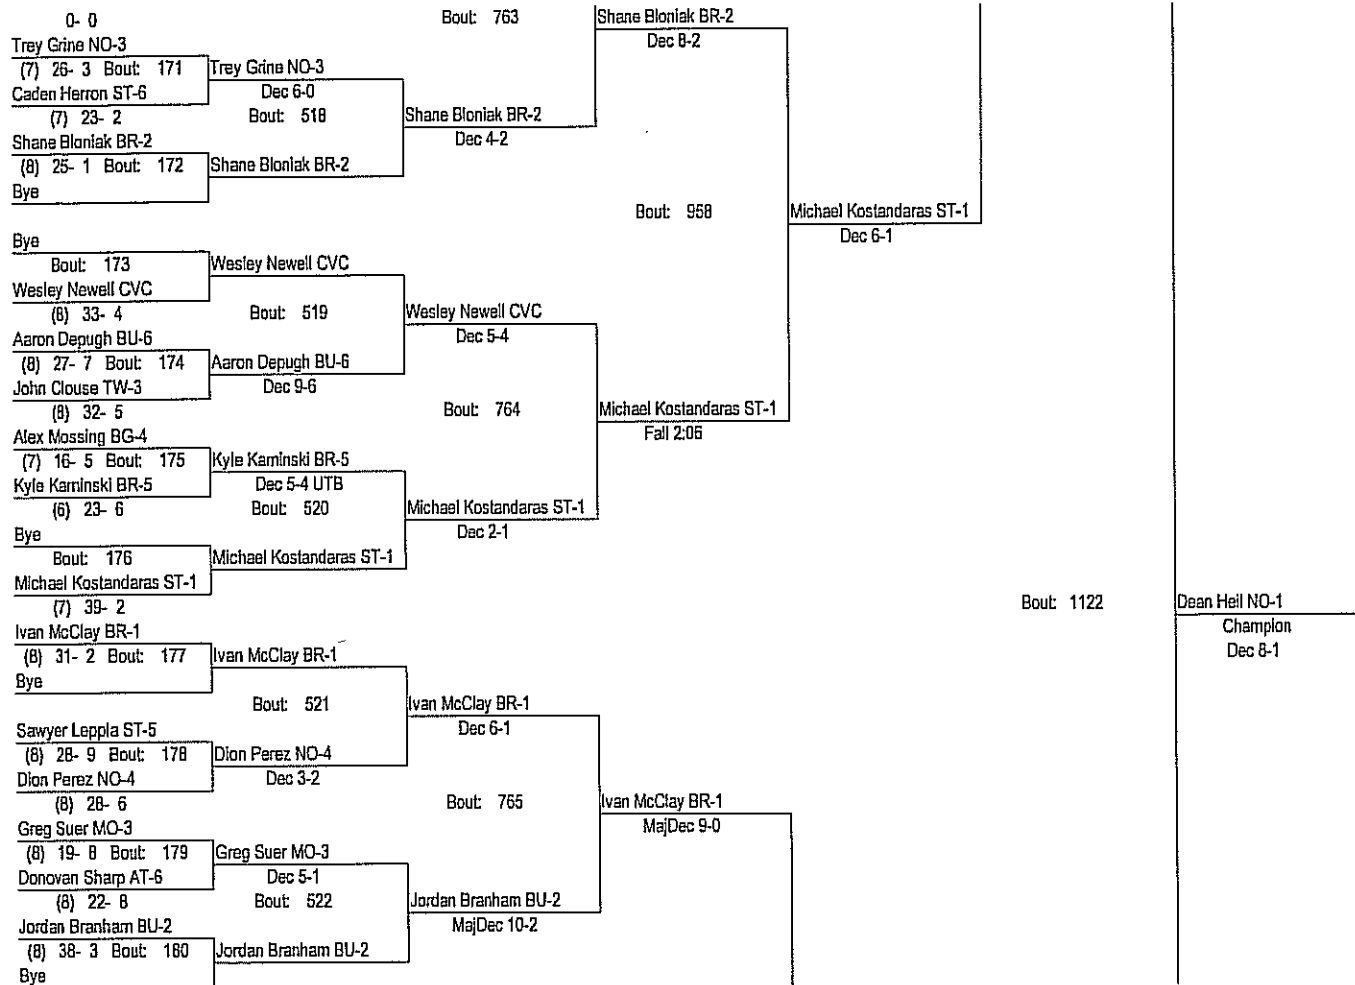 0- 0
Bout: 763
Shane Bloniak BR-2
Dec 8-2
Trey Grine NO-3
(7) 26- 3 Bout: 171
Trey Grine NO-3
Caden Herron ST-6
Dec 6-0
(7) 23- 2
Bout: 518
Shane Bloniak BR-2
Dec 4-2
Shane Bloniak BR-2
(8) 25- 1 Bout: 172
Shane Bloniak BR-2
Bye
Bout: 958
Michael Kostandaras ST-1
Dec 6-1
Bye
Bout: 173
Wesley Newell CVC
Wesley Newell CVC
(8) 33- 4
Bout: 519
Wesley Newell CVC
Dec 5-4
Aaron Depugh BU-6
(8) 27- 7 Bout: 174
Aaron Depugh BU-6
John Clouse TW-3
Dec 9-6
(8) 32- 5
Bout: 764
Michael Kostandaras ST-1
Fall 2:06
Alex Mossing BG-4
(7) 16- 5 Bout: 175
Kyle Kaminski BR-5
Kyle Kaminski BR-5
Dec 5-4 UTB
(6) 23- 6
Bout: 520
Michael Kostandaras ST-1
Dec 2-1
Bye
Bout: 176
Michael Kostandaras ST-1
Michael Kostandaras ST-1
(7) 39- 2
Bout: 1122
Dean Heil NO-1
Champion
Dec 8-1
Ivan McClay BR-1
(8) 31- 2 Bout: 177
Ivan McClay BR-1
Bye
Bout: 521
Ivan McClay BR-1
Dec 6-1
Sawyer Leppla ST-5
(8) 28- 9 Bout: 178
Dion Perez NO-4
Dion Perez NO-4
Dec 3-2
(8) 28- 6
Bout: 765
Ivan McClay BR-1
MajDec 9-0
Greg Suer MO-3
(8) 19- 8 Bout: 179
Greg Suer MO-3
Donovan Sharp AT-6
Dec 5-1
(8) 22- 8
Bout: 522
Jordan Branham BU-2
MajDec 10-2
Jordan Branham BU-2
(8) 38- 3 Bout: 180
Jordan Branham BU-2
Bye